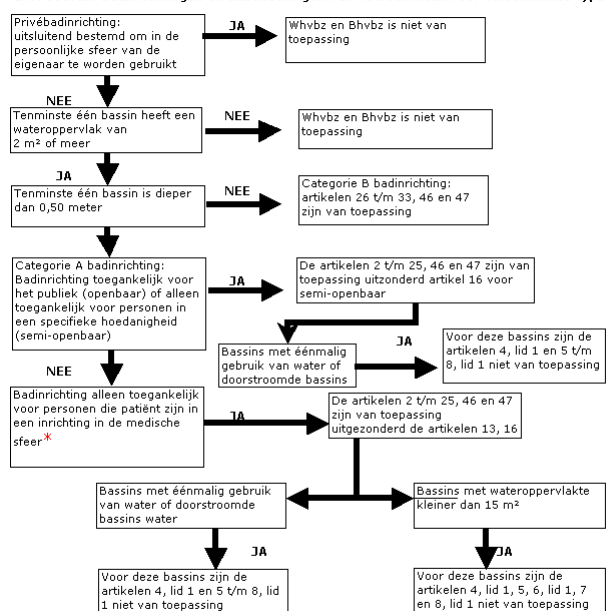 Privébadinrichting:
uitsluitend bestemd om in de
persoonlijke sfeer van de
eigenaar te worden gebruikt
JA
Whvbz en Bhvbz is niet van
toepassing
NEE
Tenminste één bassin heeft een
wateroppervlak van
2 m² of meer
NEE
Whvbz en Bhvbz is niet van
toepassing
JA
Tenminste één bassin is dieper
dan 0,50 meter
NEE
Categorie B badinrichting:
artikelen 26 t/m 33, 46 en 47
zijn van toepassing
Categorie A badinrichting:
Badinrichting toegankelijk voor
het publiek (openbaar) of alleen
toegankelijk voor personen in
een specifieke hoedanigheid
(semi-openbaar)
JA
De artikelen 2 t/m 25, 46 en 47 zijn van
toepassing uitzonderd artikel 16 voor
semi-openbaar
Bassins met éénmalig
gebruik van water of
doorstroomde bassins
JA
Voor deze bassins zijn de
artikelen 4, lid 1 en 5 t/m
8, lid 1 niet van toepassing
NEE
Badinrichting alleen toegankelijk
voor personen die patiënt zijn in
een inrichting in de medische
sfeer*
JA
De artikelen 2 t/m 25, 46 en 47
zijn van toepassing
uitgezonderd de artikelen 13, 16
Bassins met éénmalig gebruik
van water of doorstroomde
bassins water
Bassins met wateroppervlakte
kleiner dan 15 m²
JA
JA
Voor deze bassins zijn de
artikelen 4, lid 1 en 5 t/m 8, lid
1 niet van toepassing
Voor deze bassins zijn de
artikelen 4, lid 1, 5, 6, lid 1, 7
en 8, lid 1 niet van toepassing